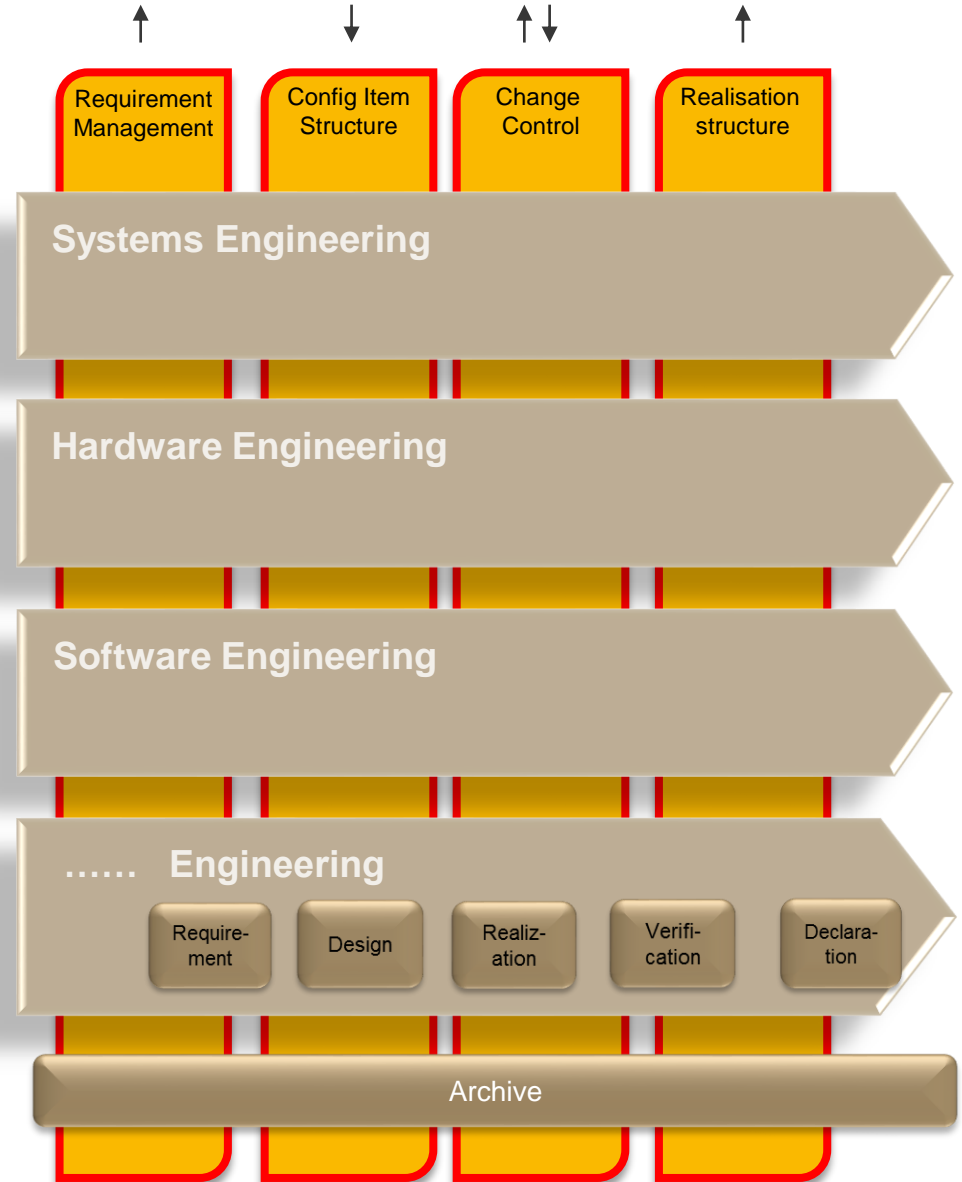 Requirement
Management
Config Item
Structure
Change
Control
Realisation
structure
Systems Engineering
Hardware Engineering
Software Engineering
…… Engineering
Require-
ment
Design
Realiz-
ation
Verifi-
cation
Declara-
tion
Archive